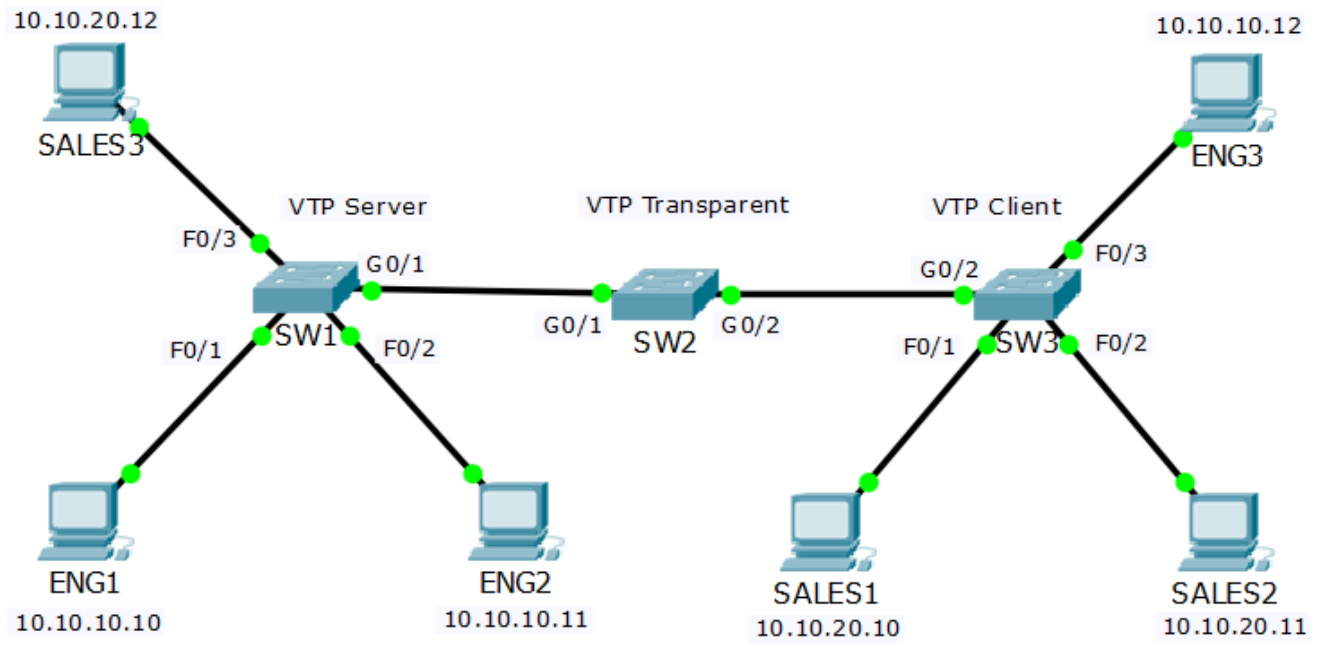 10.10.20.12
SALES3
10.10.10.12
ENG3
VTP Server
VTP Transparent
VTP Client
F0/3
G0/1
SW1
F0/1
F0/2
G0/1
SW2
G0/2
G0/2
F0/3
SW3
F0/1
F0/2
ENG1
10.10.10.10
ENG2
10.10.10.11
SALES1
10.10.20.10
SALES2
10.10.20.11